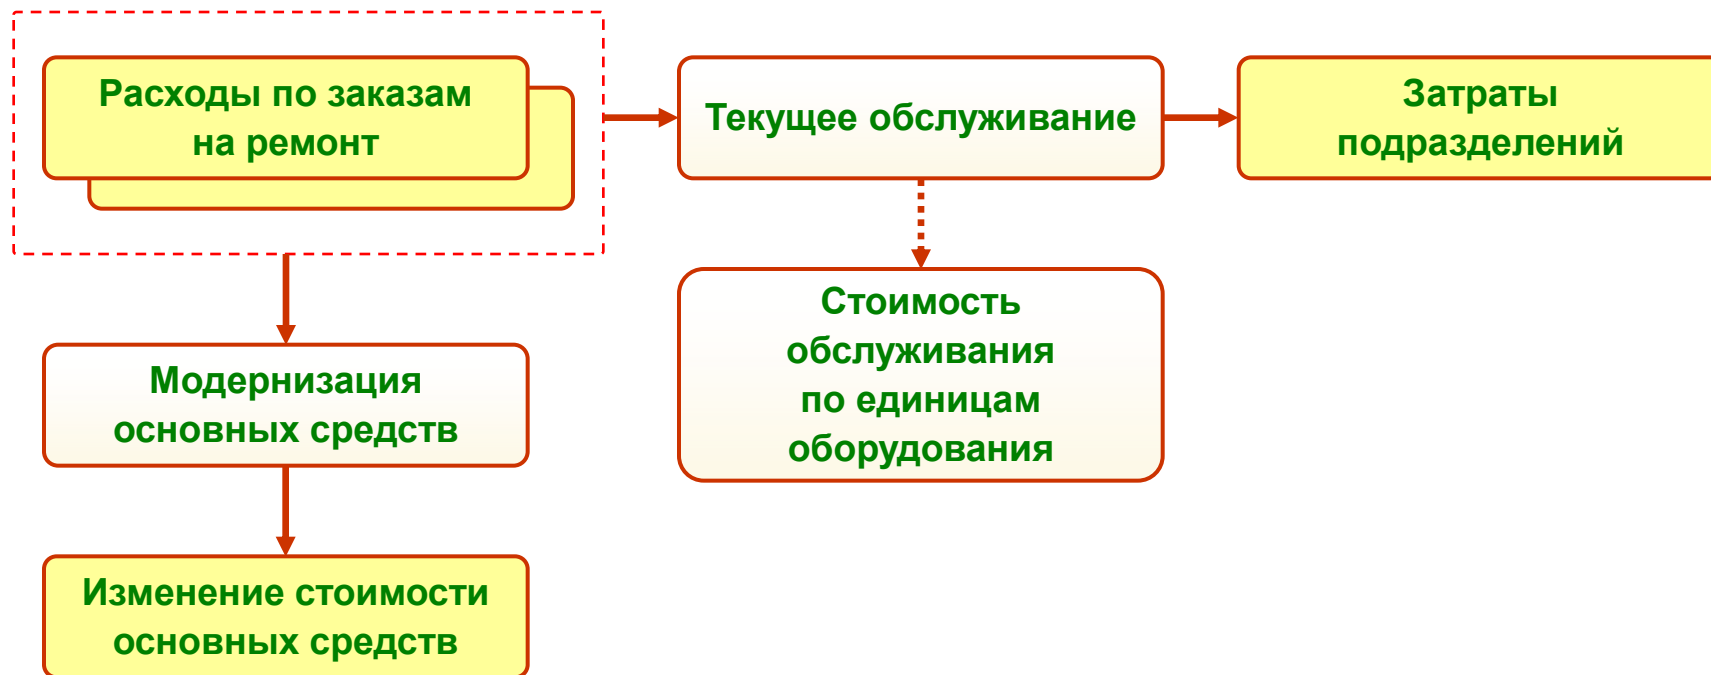 Расходы по заказам
на ремонт
Текущее обслуживание
Затраты
подразделений
Стоимость
обслуживания
по единицам
оборудования
Модернизация
основных средств
Изменение стоимости
основных средств